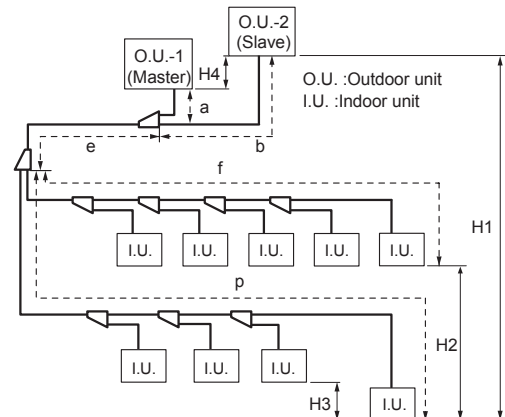 O.U.-2
(Slave)
O.U.-1
(Master)
H4
O.U. :Outdoor unit
I.U. :Indoor unit
a
e
b
f
H1
I.U.
I.U.
I.U.
I.U.
I.U.
p
H2
I.U.
I.U.
I.U.
H3
I.U.